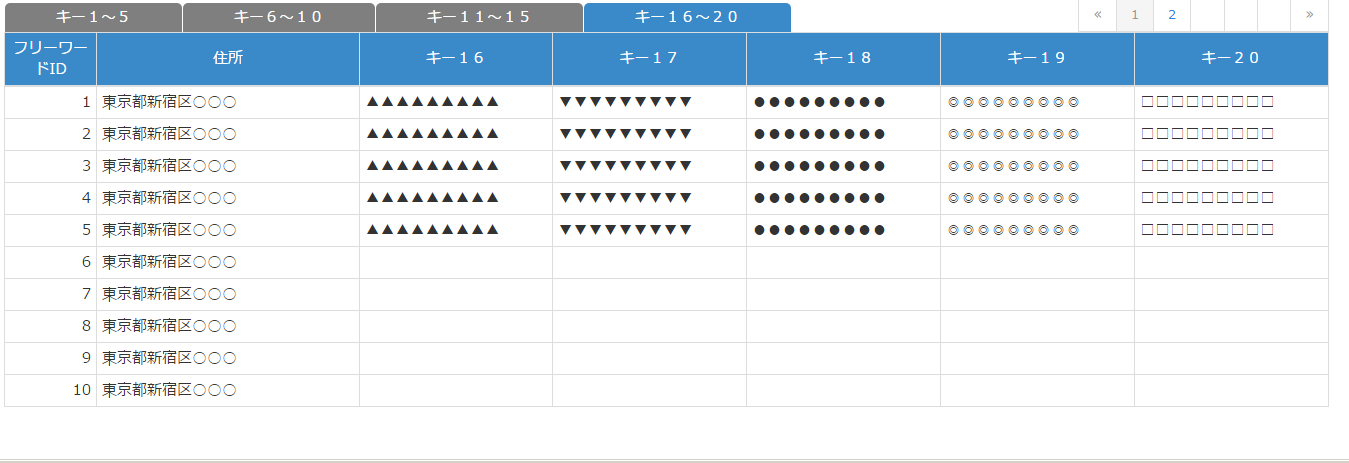 キー１～５ キー６～１０ キー１１～１５ キー１６～２０ « 1 2 »
フリーワードID 住所 キー１６ キー１７ キー１８ キー１９ キー２０
1 東京都新宿区○○○ ▲▲▲▲▲▲▲▲▲ ▼▼▼▼▼▼▼▼▼ ●●●●●●●●● ◎◎◎◎◎◎◎◎◎ □□□□□□□□□
2 東京都新宿区○○○ ▲▲▲▲▲▲▲▲▲ ▼▼▼▼▼▼▼▼▼ ●●●●●●●●● ◎◎◎◎◎◎◎◎◎ □□□□□□□□□
3 東京都新宿区○○○ ▲▲▲▲▲▲▲▲▲ ▼▼▼▼▼▼▼▼▼ ●●●●●●●●● ◎◎◎◎◎◎◎◎◎ □□□□□□□□□
4 東京都新宿区○○○ ▲▲▲▲▲▲▲▲▲ ▼▼▼▼▼▼▼▼▼ ●●●●●●●●● ◎◎◎◎◎◎◎◎◎ □□□□□□□□□
5 東京都新宿区○○○ ▲▲▲▲▲▲▲▲▲ ▼▼▼▼▼▼▼▼▼ ●●●●●●●●● ◎◎◎◎◎◎◎◎◎ □□□□□□□□□
6 東京都新宿区○○○
7 東京都新宿区○○○
8 東京都新宿区○○○
9 東京都新宿区○○○
10 東京都新宿区○○○